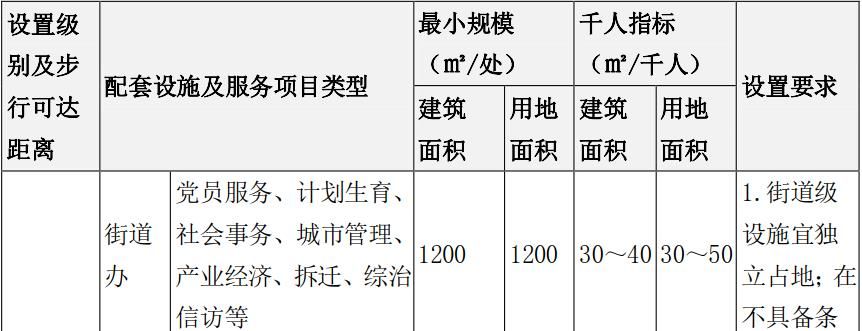 设置级
别及步
行可达
距离
配套设施及服务项目类型
最小规模
（㎡/处）
千人指标
（㎡/千人）
设置要求
建筑
面积
用地
面积
建筑
面积
用地
面积
街道
办
党员服务、计划生育、
社会事务、城市管理、
产业经济、拆迁、综治
信访等
1200
1200
30～40
30～50
1.街道级
设施宜独
立占地；在
不具备条